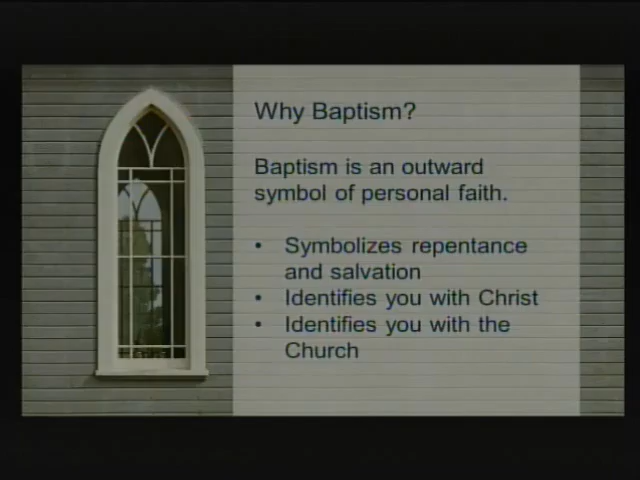 Why Baptism?
Baptism is an outward
symbol of personal faith.
• Symbolizes repentance
and salvation
• Identifies you with Christ
• Identifies you with the
Church